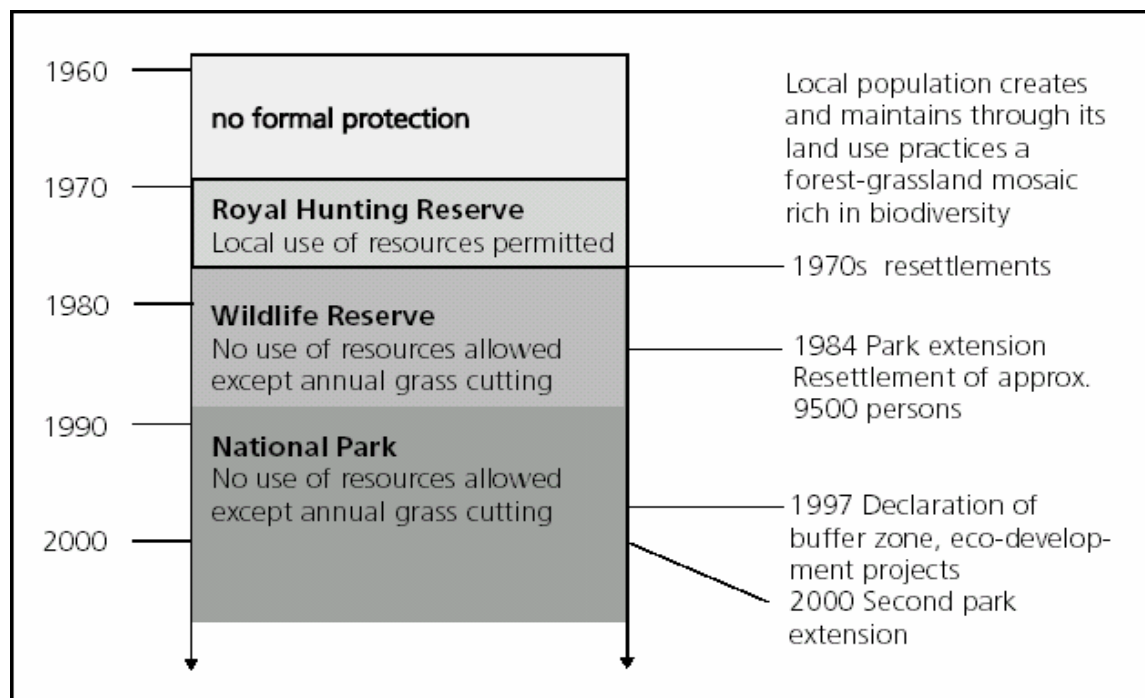 1960
no formal protection
1970
Royal Hunting Reserve
Local use of resources permitted
1980
Wildlife Reserve
No use of resources allowed
except annual grass cutting
1990
National Park
No use of resources allowed
except annual grass cutting
2000
Local population creates
and maintains through its
land use practices a
forest-grassland mosaic
rich in biodiversity
1970s resettlements
1984 Park extension
Resettlement of approx.
9500 persons
1997 Declaration of
buffer zone, eco-develop-
ment projects
2000 Second park
extension